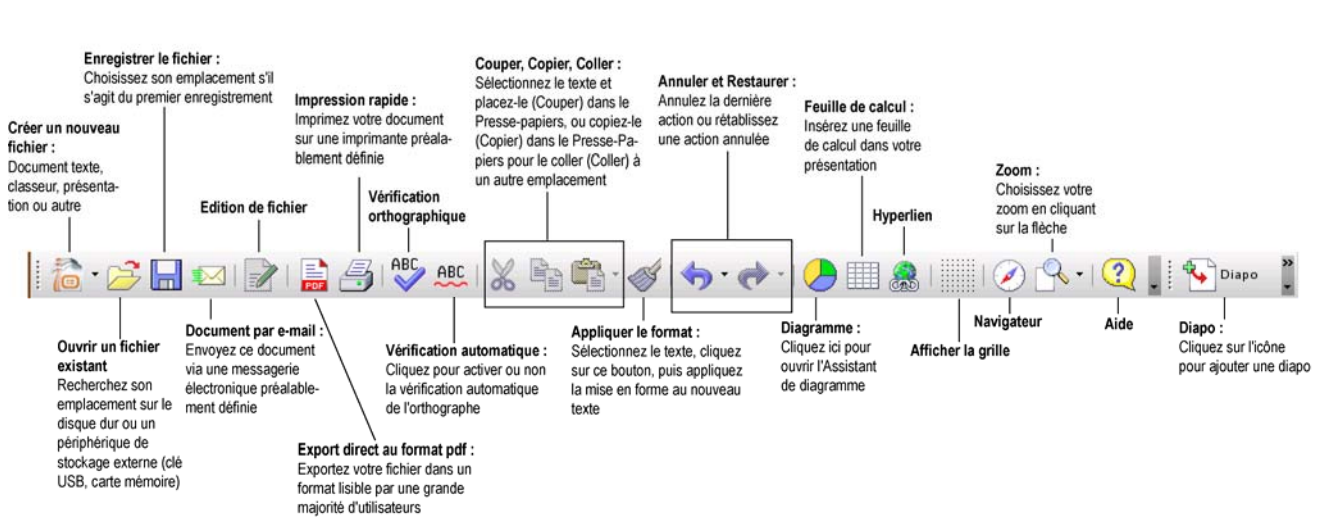 Enregistrer le fichier :
Choisissez son emplacement s'il
s'agit du premier enregistrement
Créer un nouveau
fichier :
Document texte,
classeur, présenta-
tion ou autre
Edition de fichier
Impression rapide :
Imprimez votre document
sur une imprimante préala-
blement définie
Vérification
orthographique
Couper, Copier, Coller :
Sélectionnez le texte et
placez-le (Couper) dans le
Presse-papiers, ou copiez-le
(Copier) dans le Presse-Pa-
piers pour le coller (Coller) à
un autre emplacement
Annuler et Restaurer :
Annulez la dernière
action ou rétablissez
une action annulée
Feuille de calcul :
Insérez une feuille
de calcul dans votre
présentation
Hyperlien
Zoom :
Choisissez votre
zoom en cliquant
sur la flèche
PDF
ABC
ABC
Diapo
Ouvrir un fichier
existant
Recherchez son
emplacement sur le
disque dur ou un
périphérique de
stockage externe (clé
USB, carte mémoire)
Document par e-mail :
Envoyez ce document
via une messagerie
électronique préalable-
ment définie
Export direct au format pdf :
Exportez votre fichier dans un
format lisible par une grande
majorité d'utilisateurs
Vérification automatique :
Cliquez pour activer ou non
la vérification automatique
de l'orthographe
Appliquer le format :
Sélectionnez le texte, cliquez
sur ce bouton, puis appliquez
la mise en forme au nouveau
texte
Diagramme :
Cliquez ici pour
ouvrir l'Assistant
de diagramme
Afficher la grille
Navigateur
Aide
Diapo :
Cliquez sur l'icône
pour ajouter une diapo